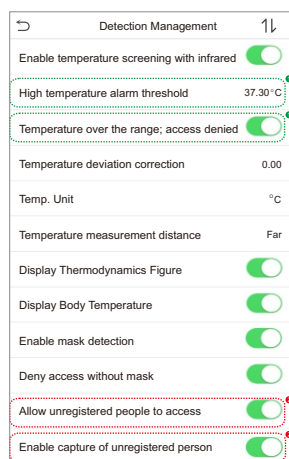 Detection Management
Enable temperature screening with infrared
High temperature alarm threshold 37.30°C
Temperature over the range; access denied
Temperature deviation correction 0.00
Temp. Unit °C
Temperature measurement distance Far
Display Thermodynamics Figure
Display Body Temperature
Enable mask detection
Deny access without mask
Allow unregistered people to access
Enable capture of unregistered person